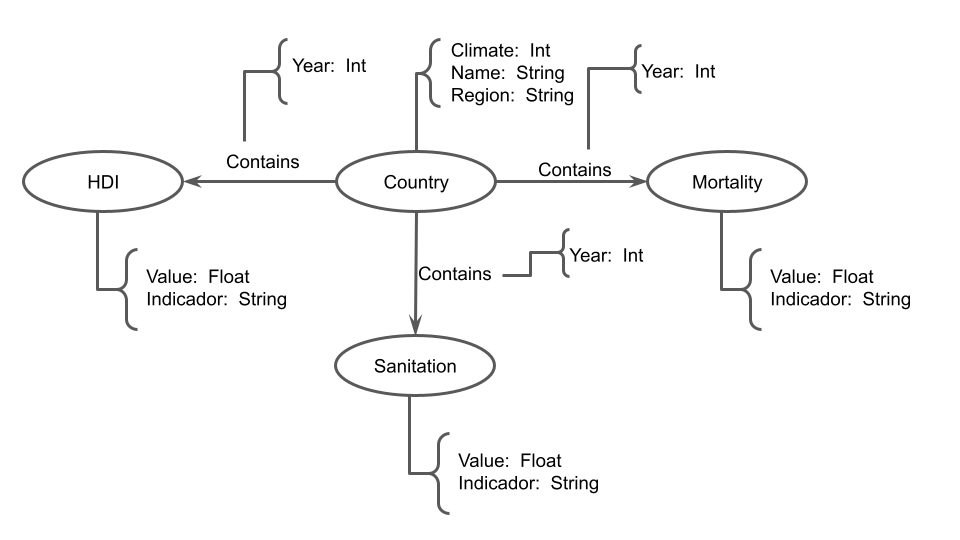 Year: Int
Climate: Int
Name: String
Region: String
Year: Int
Contains
Contains
HDI
Country
Mortality
Contains
Year: Int
Value: Float
Indicador: String
Value: Float
Indicador: String
Sanitation
Value: Float
Indicador: String